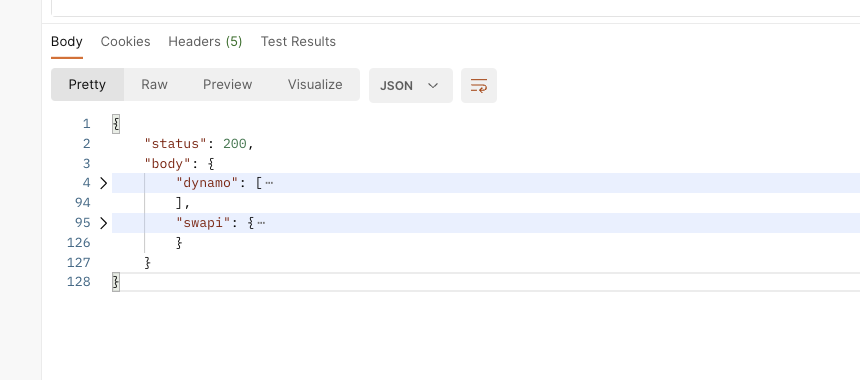 Body Cookies Headers (5) Test Results
Pretty Raw Preview Visualize JSON
1 {
2 "status": 200,
3 "body": {
4 "dynamo": [⋯
94 ],
95 "swapi": {⋯
126 }
127 }
128 }